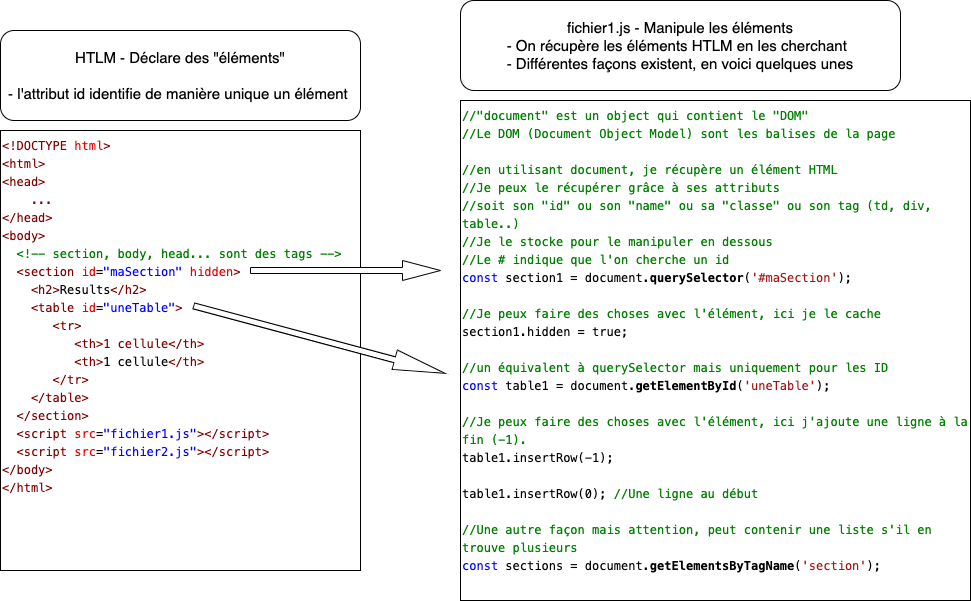 HTLM - Déclare des "éléments"
- l'attribut id identifie de manière unique un élément
<!DOCTYPE html>
<html>
<head>
    ...
</head>
<body>
  <!-- section, body, head... sont des tags -->
  <section id="maSection" hidden>
    <h2>Results</h2>
    <table id="uneTable">
       <tr>
          <th>1 cellule</th>
          <th>1 cellule</th>
       </tr>
    </table>
  </section>
  <script src="fichier1.js"></script>
  <script src="fichier2.js"></script>
</body>
</html>
fichier1.js - Manipule les éléments
- On récupère les éléments HTLM en les cherchant
- Différentes façons existent, en voici quelques unes
//"document" est un object qui contient le "DOM"
//Le DOM (Document Object Model) sont les balises de la page
//en utilisant document, je récupère un élément HTML
//Je peux le récupérer grâce à ses attributs
//soit son "id" ou son "name" ou sa "classe" ou son tag (td, div,
table..)
//Je le stocke pour le manipuler en dessous
//Le # indique que l'on cherche un id
const section1 = document.querySelector('#maSection');
//Je peux faire des choses avec l'élément, ici je le cache
section1.hidden = true;
//un équivalent à querySelector mais uniquement pour les ID
const table1 = document.getElementById('uneTable');
//Je peux faire des choses avec l'élément, ici j'ajoute une ligne à la
fin (-1).
table1.insertRow(-1);
table1.insertRow(0); //Une ligne au début
//Une autre façon mais attention, peut contenir une liste s'il en
trouve plusieurs
const sections = document.getElementsByTagName('section');